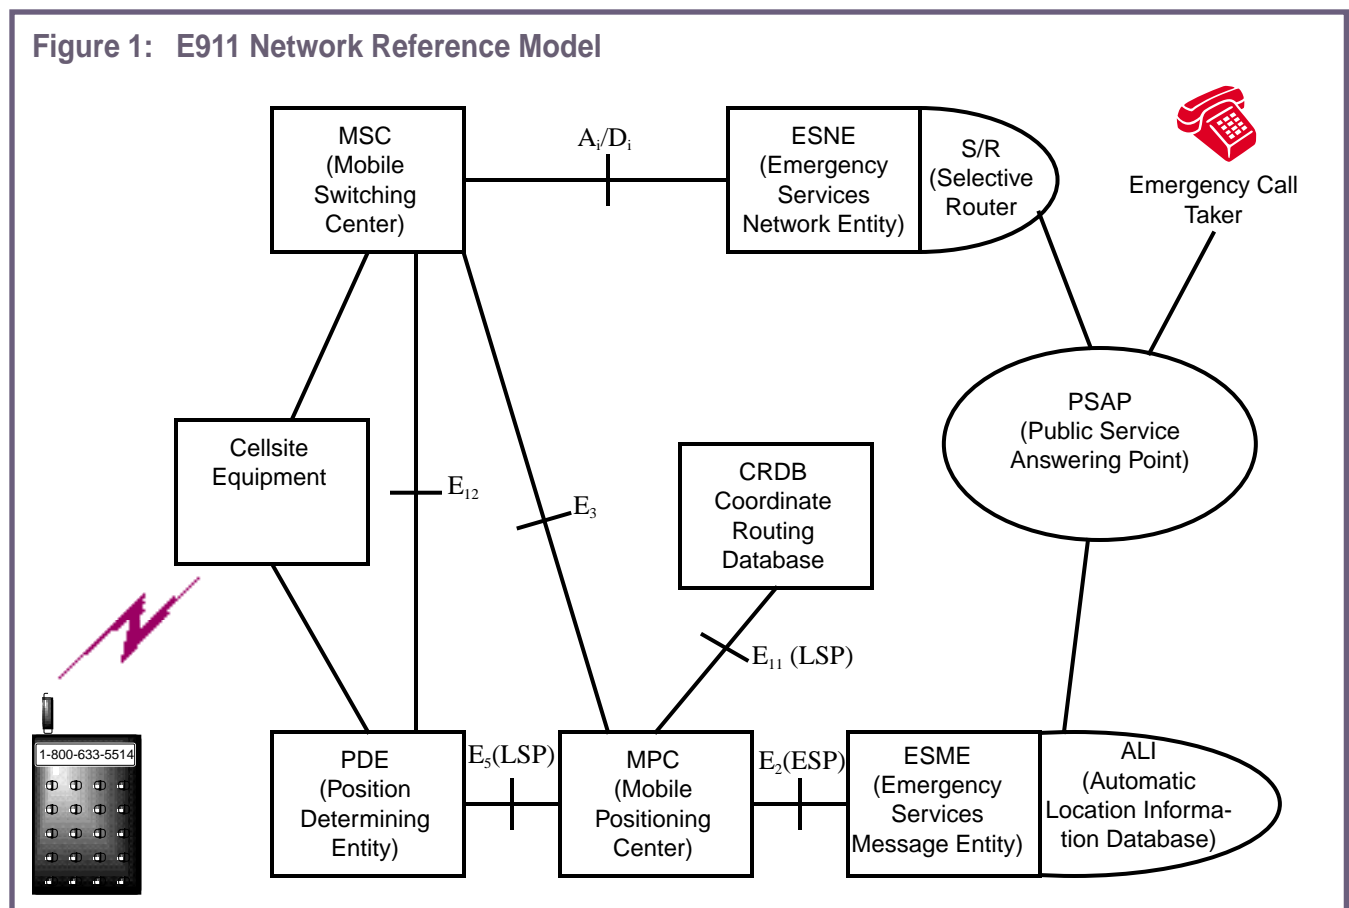 Figure 1: E911 Network Reference Model
MSC
(Mobile
Switching
Center)
Ai/Di
ESNE
(Emergency
Services
Network Entity)
S/R
(Selective
Router
Emergency Call
Taker
PSAP
(Public Service
Answering Point)
Cellsite
Equipment
E12
E3
CRDB
Coordinate
Routing
Database
E11 (LSP)
1-800-633-5514
PDE
(Position
Determining
Entity)
E5(LSP)
MPC
(Mobile
Positioning
Center)
E2(ESP)
ESME
(Emergency
Services
Message Entity)
ALI
(Automatic
Location Informa-
tion Database)